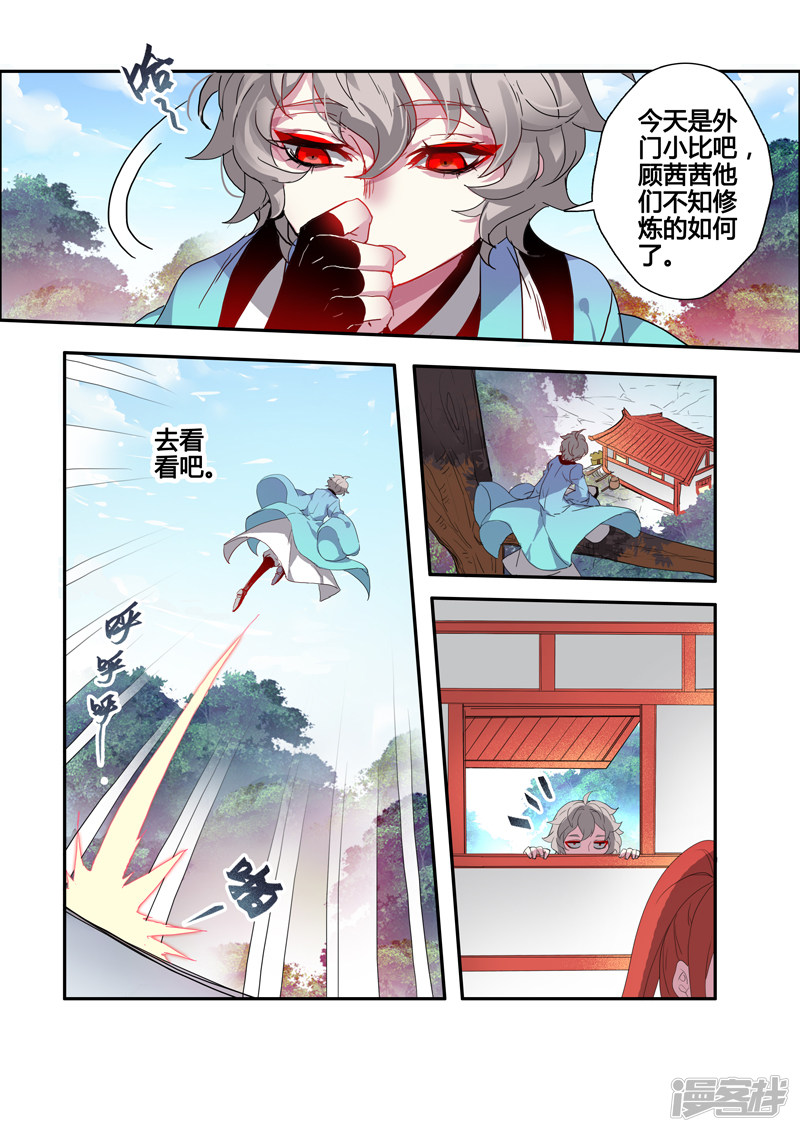 哈～
今天是外
门小比吧，
顾茜茜他
们不知修
炼的如何
了。
去看
看吧。
呼
呼
呼
漫客栈